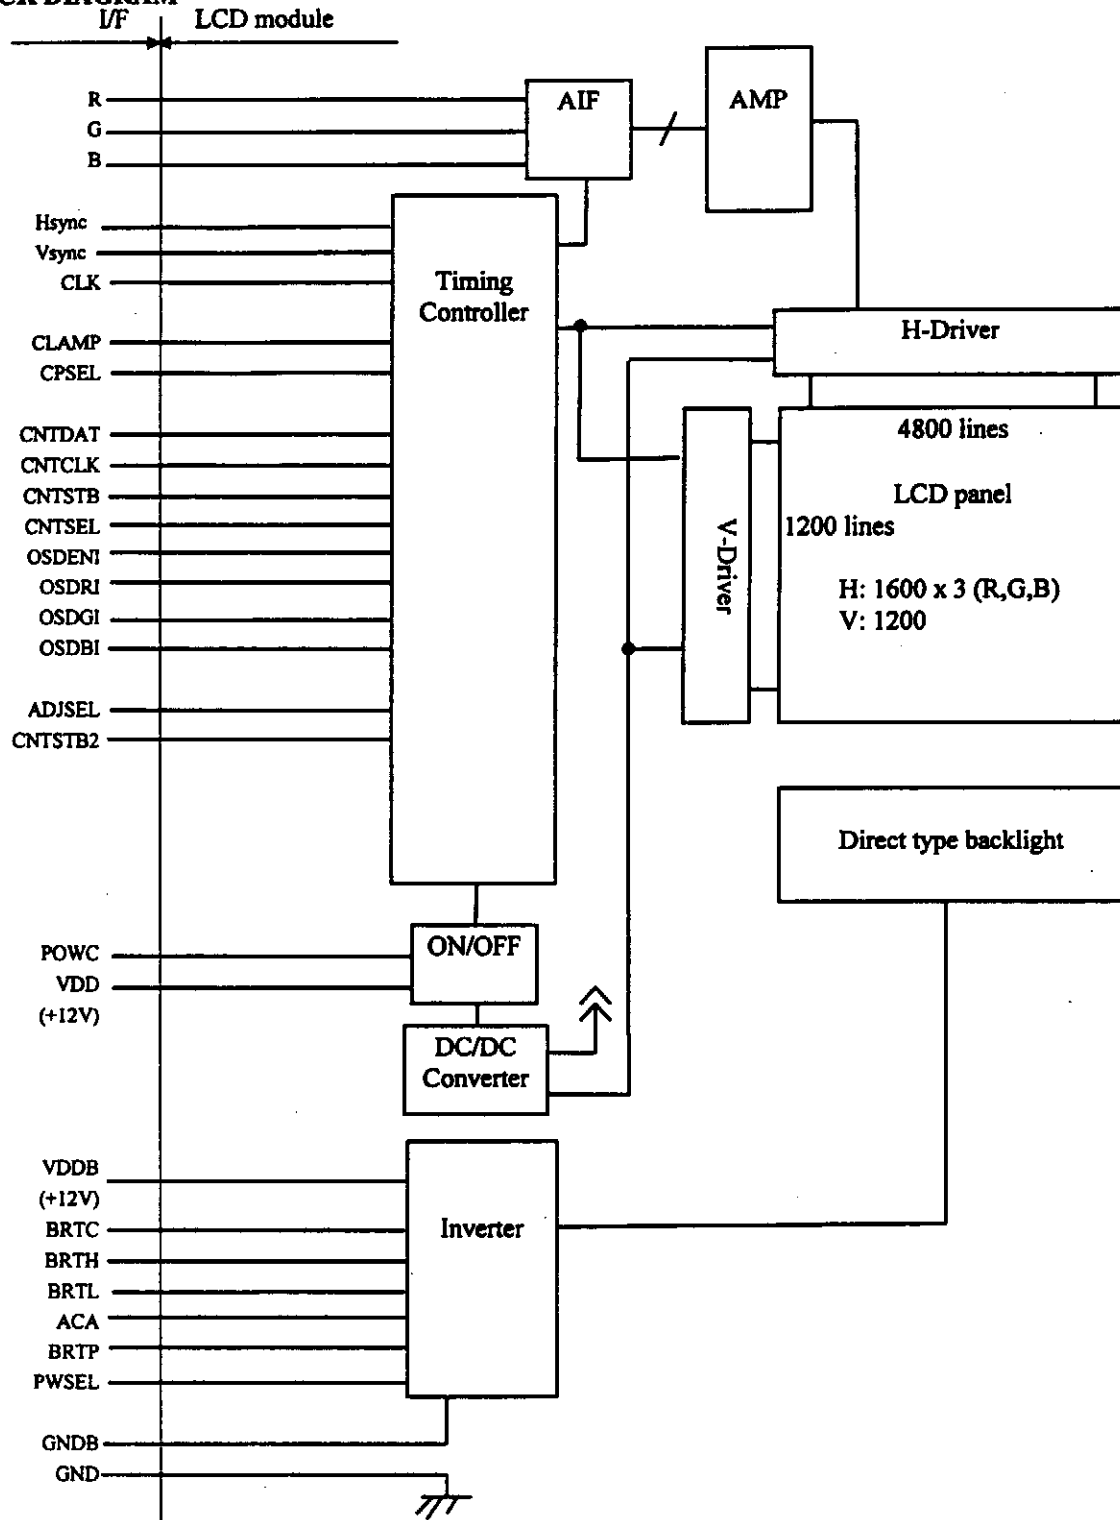 CK DIAGRAM
I/F LCD module
R
G
B
AIF
AMP
Hsync
Vsync
CLK
CLAMP
CPSEL
CNTDAT
CNTCLK
CNTSTB
CNTSEL
OSDENI
OSDRI
OSDGI
OSDBI
ADJSEL
CNTSTB2
Timing
Controller
H-Driver
V-Driver
4800 lines
LCD panel
1200 lines
H: 1600 x 3 (R,G,B)
V: 1200
Direct type backlight
POWC
VDD
(+12V)
ON/OFF
DC/DC
Converter
VDDB
(+12V)
BRTC
BRTH
BRTL
ACA
BRTP
PWSEL
Inverter
GNDB
GND